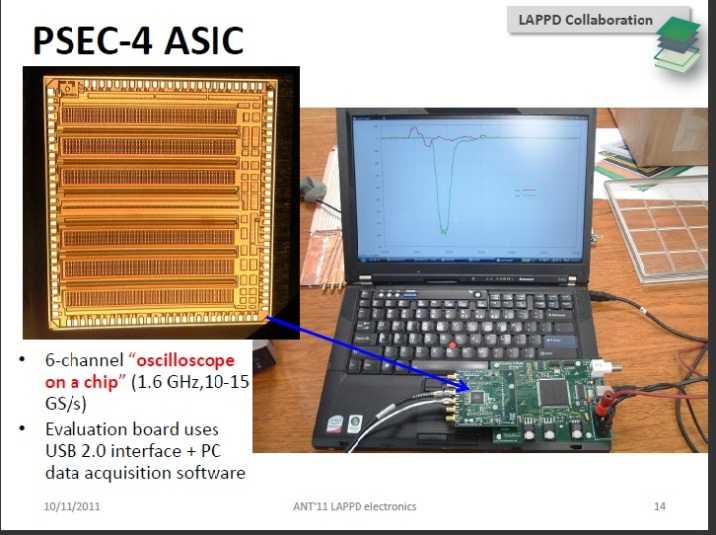 LAPPD Collaboration
PSEC-4 ASIC
• 6-channel “oscilloscope
on a chip” (1.6 GHz,10-15
GS/s)
• Evaluation board uses
USB 2.0 interface + PC
data acquisition software
10/11/2011
ANT'11 LAPPD electronics
14